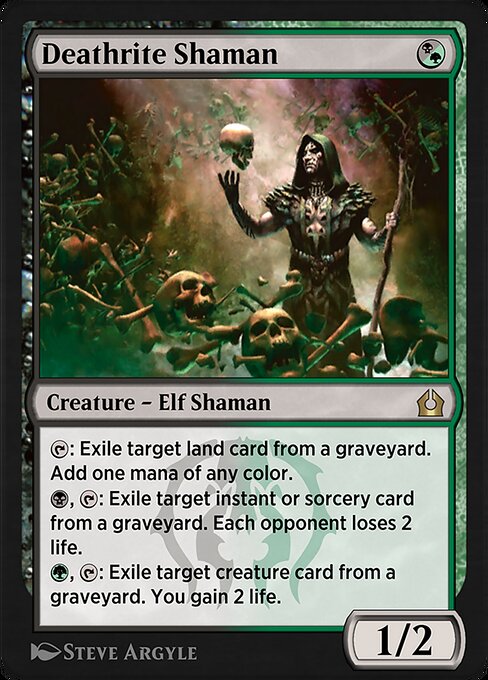 Deathrite Shaman
Creature – Elf Shaman
: Exile target land card from a graveyard.
Add one mana of any color.
, : Exile target instant or sorcery card
from a graveyard. Each opponent loses 2
life.
, : Exile target creature card from a
graveyard. You gain 2 life.
1/2
Steve Argyle